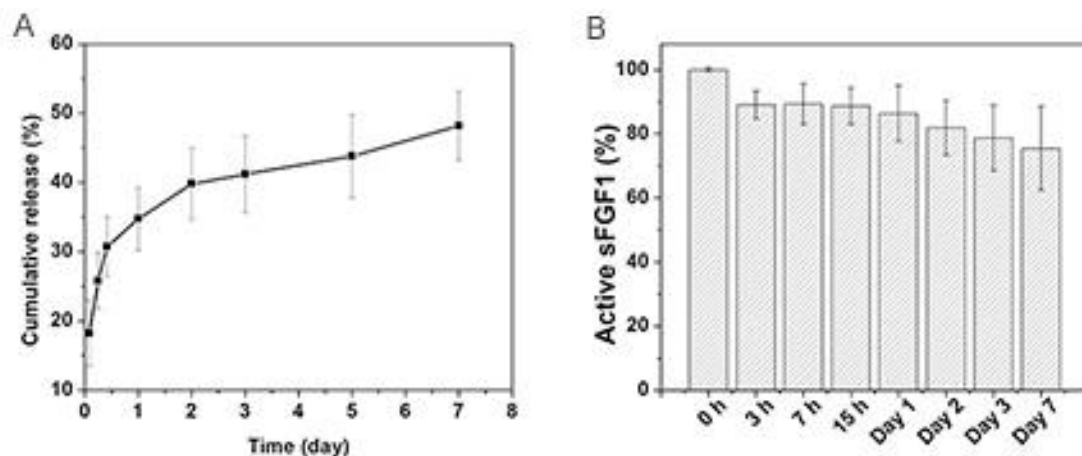 A
Cumulative release (%)
60
50
40
30
20
10
0 1 2 3 4 5 6 7 8
Time (day)
B
Active sFGF1 (%)
100
80
60
40
20
0
0 h 3 h 7 h 15 h Day 1 Day 2 Day 3 Day 7